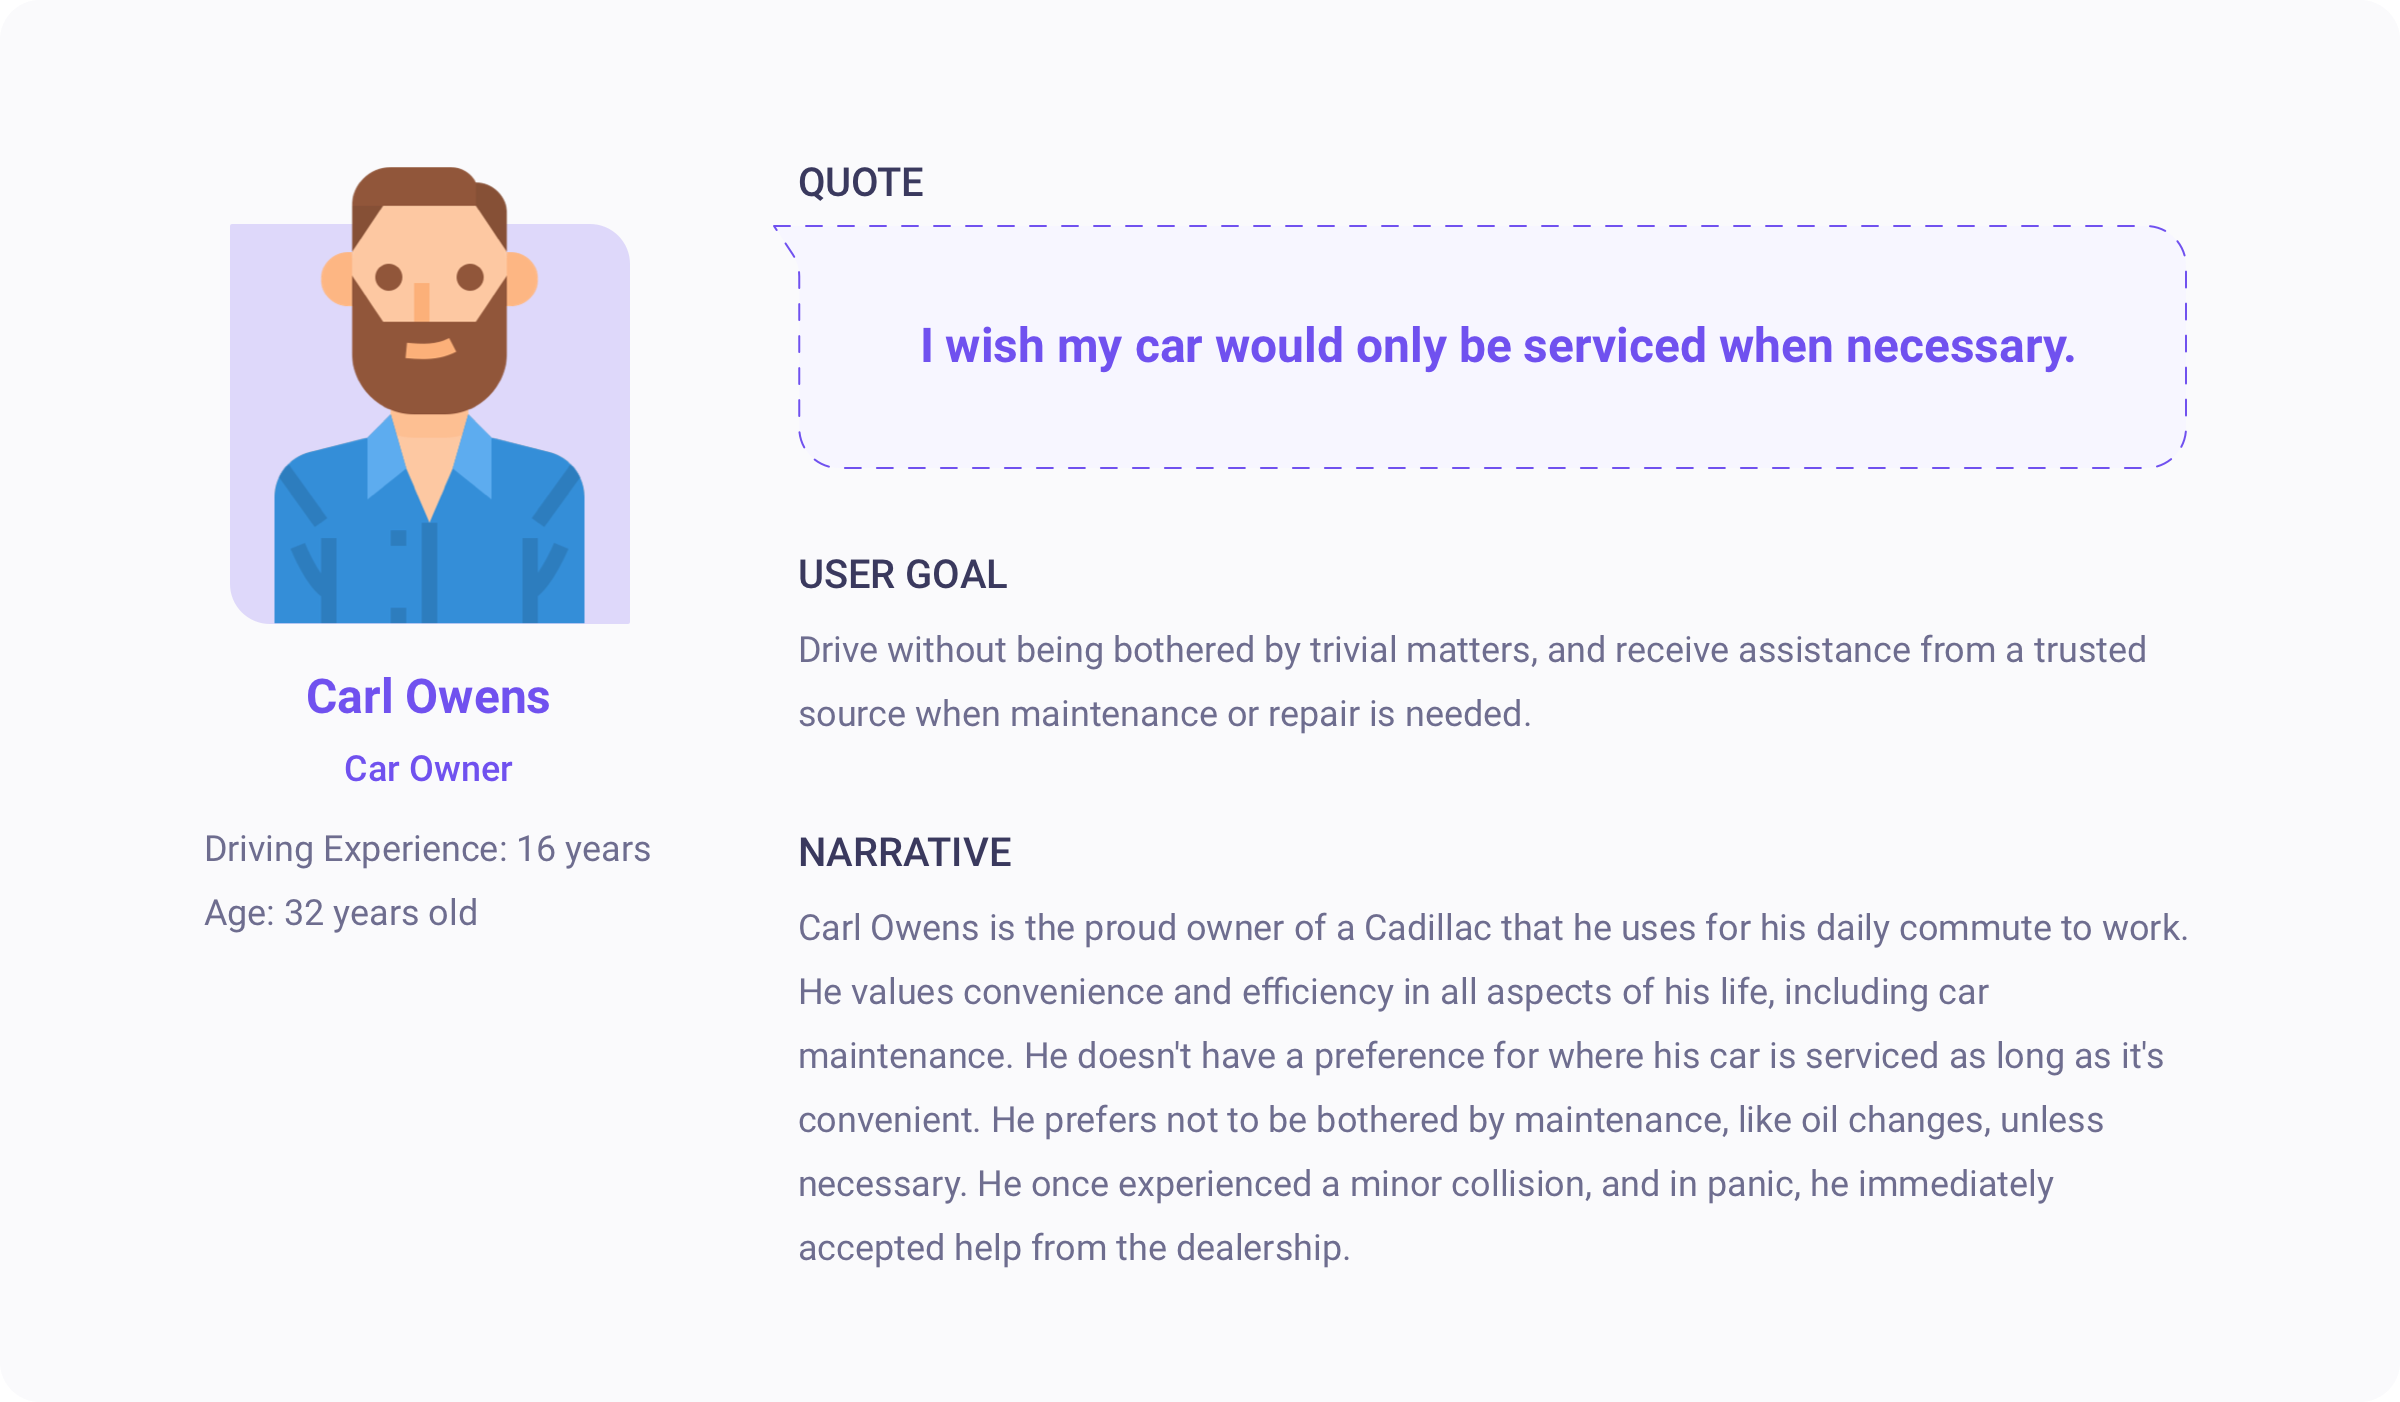 Carl Owens
Car Owner
Driving Experience: 16 years
Age: 32 years old
QUOTE
I wish my car would only be serviced when necessary.
USER GOAL
Drive without being bothered by trivial matters, and receive assistance from a trusted
source when maintenance or repair is needed.
NARRATIVE
Carl Owens is the proud owner of a Cadillac that he uses for his daily commute to work.
He values convenience and efficiency in all aspects of his life, including car
maintenance. He doesn't have a preference for where his car is serviced as long as it's
convenient. He prefers not to be bothered by maintenance, like oil changes, unless
necessary. He once experienced a minor collision, and in panic, he immediately
accepted help from the dealership.